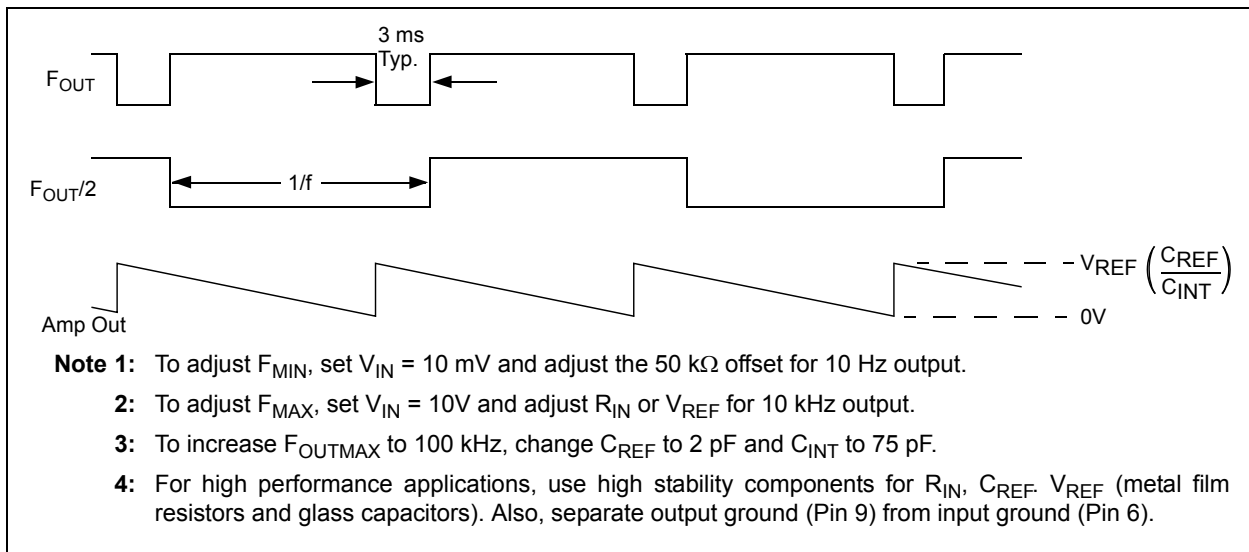 3 ms
Typ.
FOUT
1/f
FOUT/2
VREF (CREF/CINT)
Amp Out
0V
Note 1: To adjust FMIN, set VIN = 10 mV and adjust the 50 kΩ offset for 10 Hz output.
2: To adjust FMAX, set VIN = 10V and adjust RIN or VREF for 10 kHz output.
3: To increase FOUTMAX to 100 kHz, change CREF to 2 pF and CINT to 75 pF.
4: For high performance applications, use high stability components for RIN, CREF. VREF (metal film
resistors and glass capacitors). Also, separate output ground (Pin 9) from input ground (Pin 6).